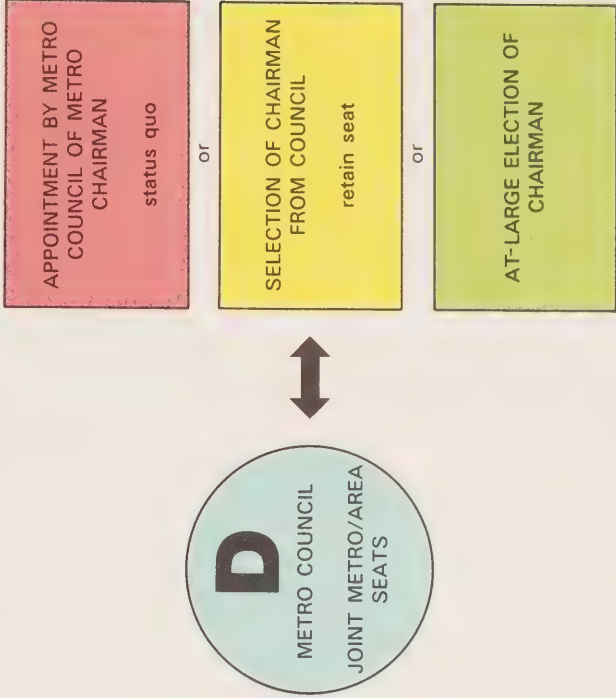 D
METRO COUNCIL
JOINT METRO/AREA
SEATS
APPOINTMENT BY METRO
COUNCIL OF METRO
CHAIRMAN
status quo
or
SELECTION OF CHAIRMAN
FROM COUNCIL
retain seat
or
AT-LARGE ELECTION OF
CHAIRMAN